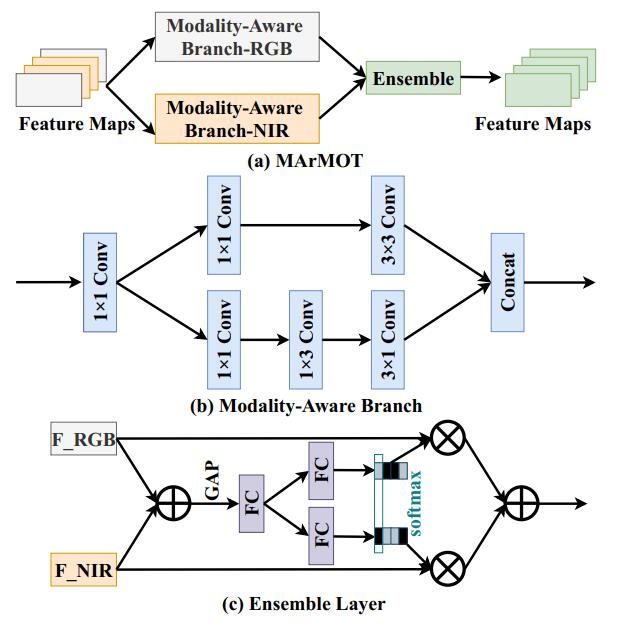 Modality-Aware
Branch-RGB
Ensemble
Modality-Aware
Branch-NIR
Feature Maps
Feature Maps
(a) MArMOT
1×1 Conv
1×1 Conv
3×3 Conv
1×1 Conv
1×3 Conv
3×1 Conv
Concat
(b) Modality-Aware Branch
F_RGB
GAP
FC
FC
FC
softmax
F_NIR
(c) Ensemble Layer